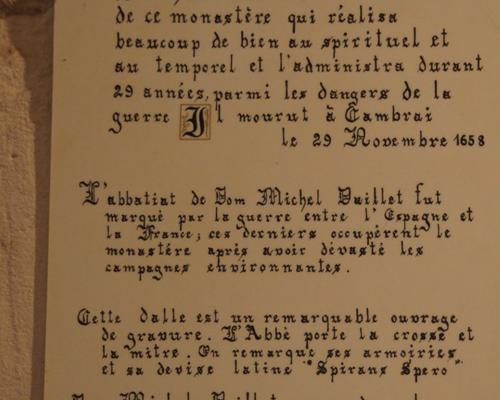 de ce monastère qui réalisa
beaucoup de bien au spirituel et
au temporel et l'administra durant
29 années, parmi les dangers de la
guerre Il mourut à Cambrai
le 29 Novembre 1658
L'abbatiat de Dom Michel Duillet fut
marqué par la guerre entre l'Espagne et
la France; ces derniers occupèrent le
monastère après avoir dévasté les
campagnes environnantes.
Cette dalle est un remarquable ouvrage
de gravure. L'Abbé porte la crosse et
la mitre. On remarque ses armoiries
et sa devise latine "Spirans Spero"